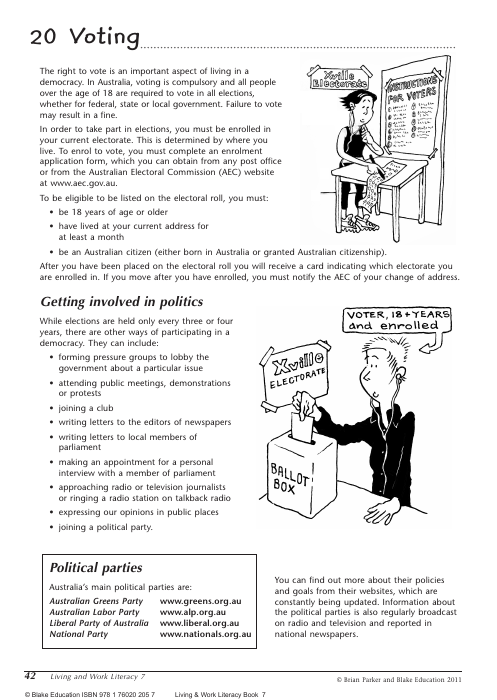 20 Voting
The right to vote is an important aspect of living in a
democracy. In Australia, voting is compulsory and all people
over the age of 18 are required to vote in all elections,
whether for federal, state or local government. Failure to vote
may result in a fine.
In order to take part in elections, you must be enrolled in
your current electorate. This is determined by where you
live. To enrol to vote, you must complete an enrolment
application form, which you can obtain from any post office
or from the Australian Electoral Commission (AEC) website
at www.aec.gov.au.
To be eligible to be listed on the electoral roll, you must:
• be 18 years of age or older
• have lived at your current address for
at least a month
• be an Australian citizen (either born in Australia or granted Australian citizenship).
After you have been placed on the electoral roll you will receive a card indicating which electorate you
are enrolled in. If you move after you have enrolled, you must notify the AEC of your change of address.
Xville
Electorate
INSTRUCTIONS
FOR VOTERS
Getting involved in politics
While elections are held only every three or four
years, there are other ways of participating in a
democracy. They can include:
• forming pressure groups to lobby the
government about a particular issue
• attending public meetings, demonstrations
or protests
• joining a club
• writing letters to the editors of newspapers
• writing letters to local members of
parliament
• making an appointment for a personal
interview with a member of parliament
• approaching radio or television journalists
or ringing a radio station on talkback radio
• expressing our opinions in public places
• joining a political party.
VOTER, 18+YEARS
and enrolled
Xville
ELECTORATE
BALLOT
BOX
Political parties
Australia's main political parties are:
Australian Greens Party www.greens.org.au
Australian Labor Party www.alp.org.au
Liberal Party of Australia www.liberal.org.au
National Party www.nationals.org.au
You can find out more about their policies
and goals from their websites, which are
constantly being updated. Information about
the political parties is also regularly broadcast
on radio and television and reported in
national newspapers.
42 Living and Work Literacy 7
© Brian Parker and Blake Education 2011
© Blake Education ISBN 978 1 76020 205 7 Living & Work Literacy Book 7